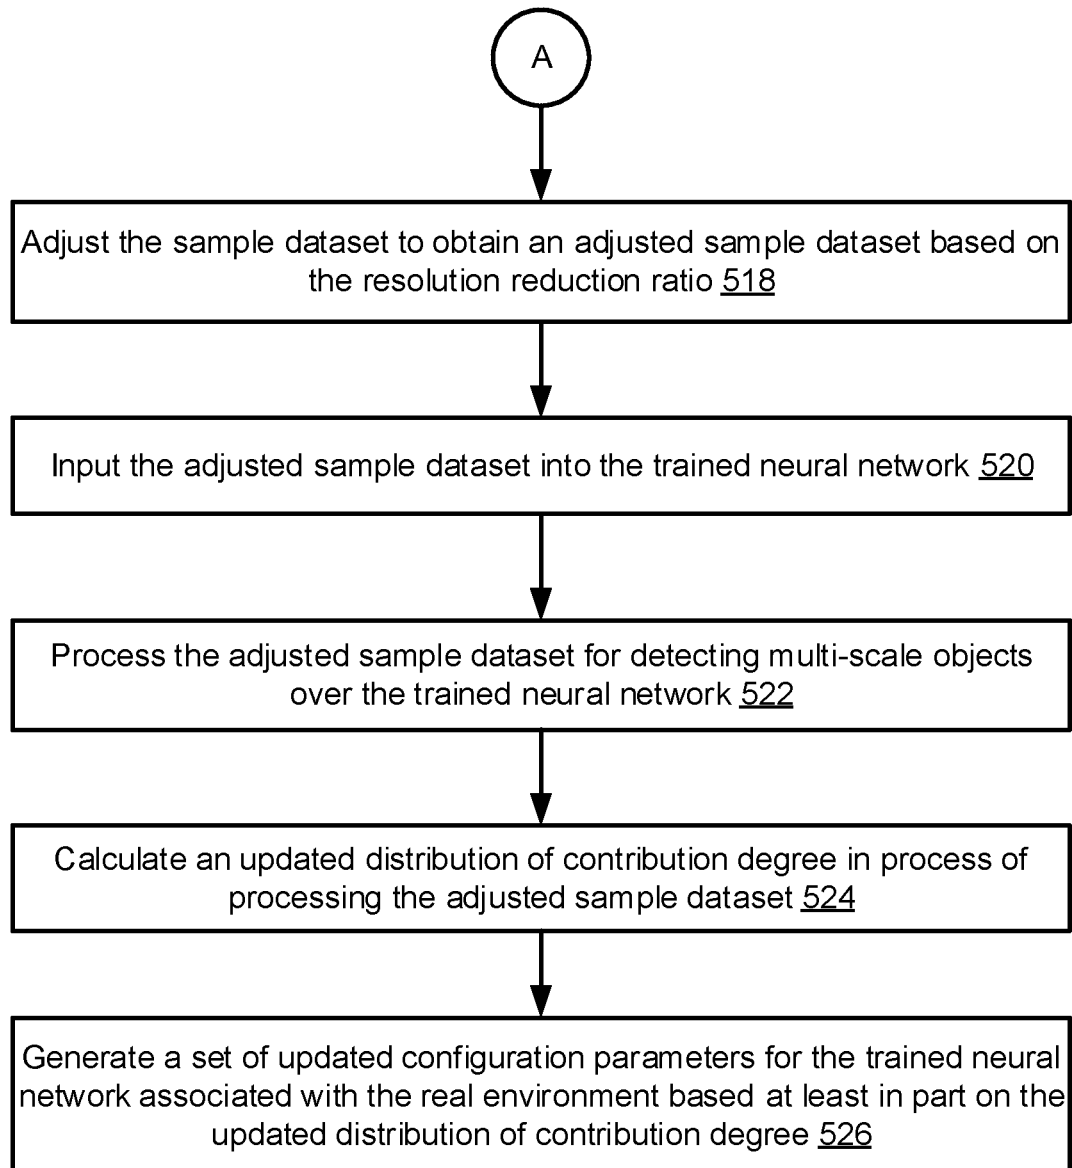 A
Adjust the sample dataset to obtain an adjusted sample dataset based on
the resolution reduction ratio 518
Input the adjusted sample dataset into the trained neural network 520
Process the adjusted sample dataset for detecting multi-scale objects
over the trained neural network 522
Calculate an updated distribution of contribution degree in process of
processing the adjusted sample dataset 524
Generate a set of updated configuration parameters for the trained neural
network associated with the real environment based at least in part on the
updated distribution of contribution degree 526